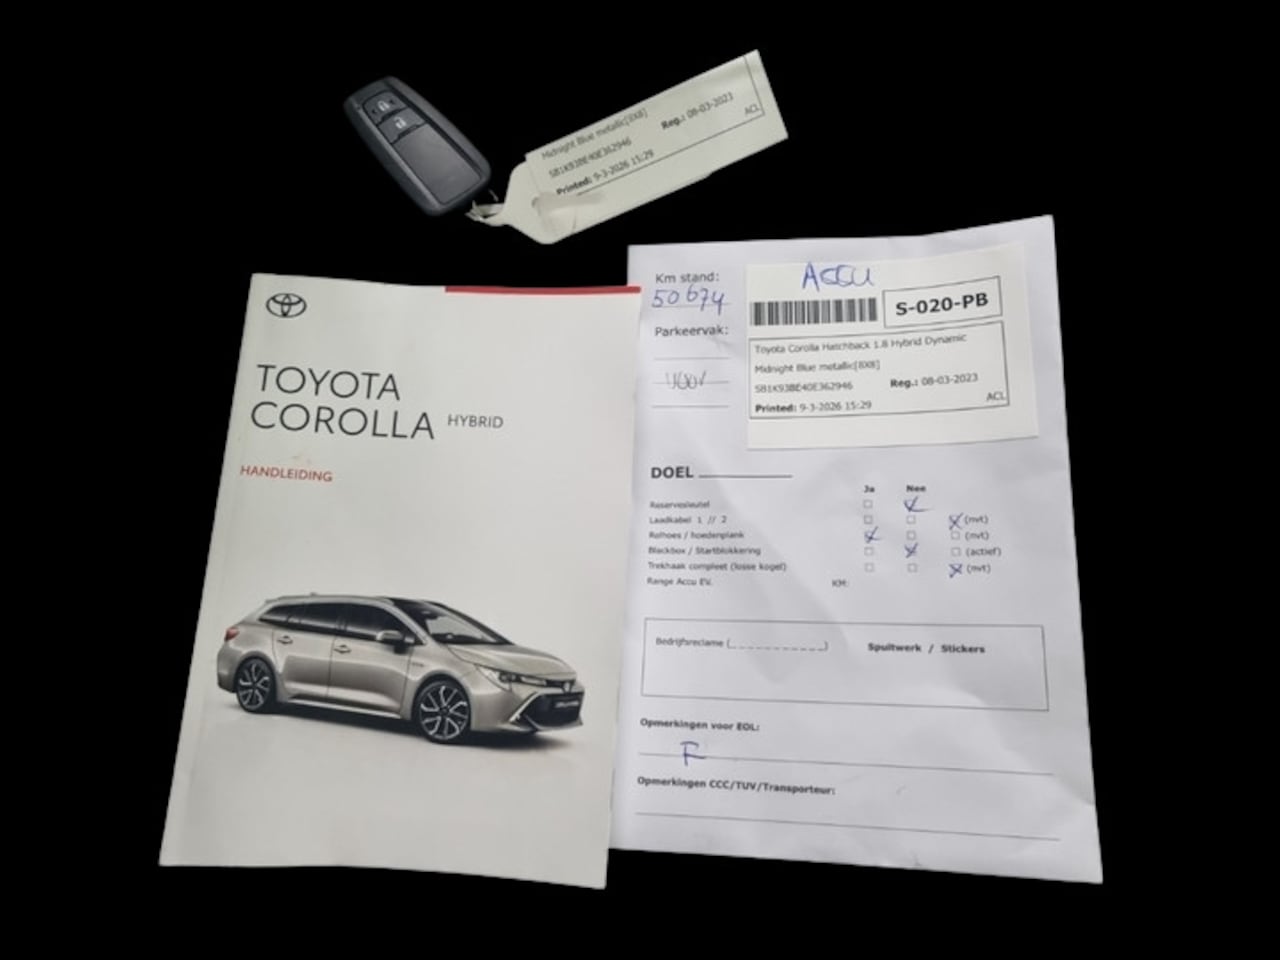 Midnight Blue metallic[8X8]
SB1K93BE40E362946 Reg.: 08-03-2023
Printed: 9-3-2026 15:29 ACL
TOYOTA
COROLLA HYBRID
HANDLEIDING
Km stand:
50674
Parkeervak:
voor
Accu
S-020-PB
Toyota Corolla Hatchback 1.8 Hybrid Dynamic
Midnight Blue metallic[8X8]
SB1K93BE40E362946 Reg.: 08-03-2023
Printed: 9-3-2026 15:29 ACL
DOEL
Ja Nee
Reservesleutel
Laadkabel 1 // 2 (nvt)
Rolhoes / hoedenplank (nvt)
Blackbox / Startblokkering (actief)
Trekhaak compleet (losse kogel) (nvt)
Range Accu EV. KM:
Bedrijfsreclame (_ _ _ _ _ _ _ _ _ _) Spuitwerk / Stickers
Opmerkingen voor EOL:
F
Opmerkingen CCC/TUV/Transporteur: